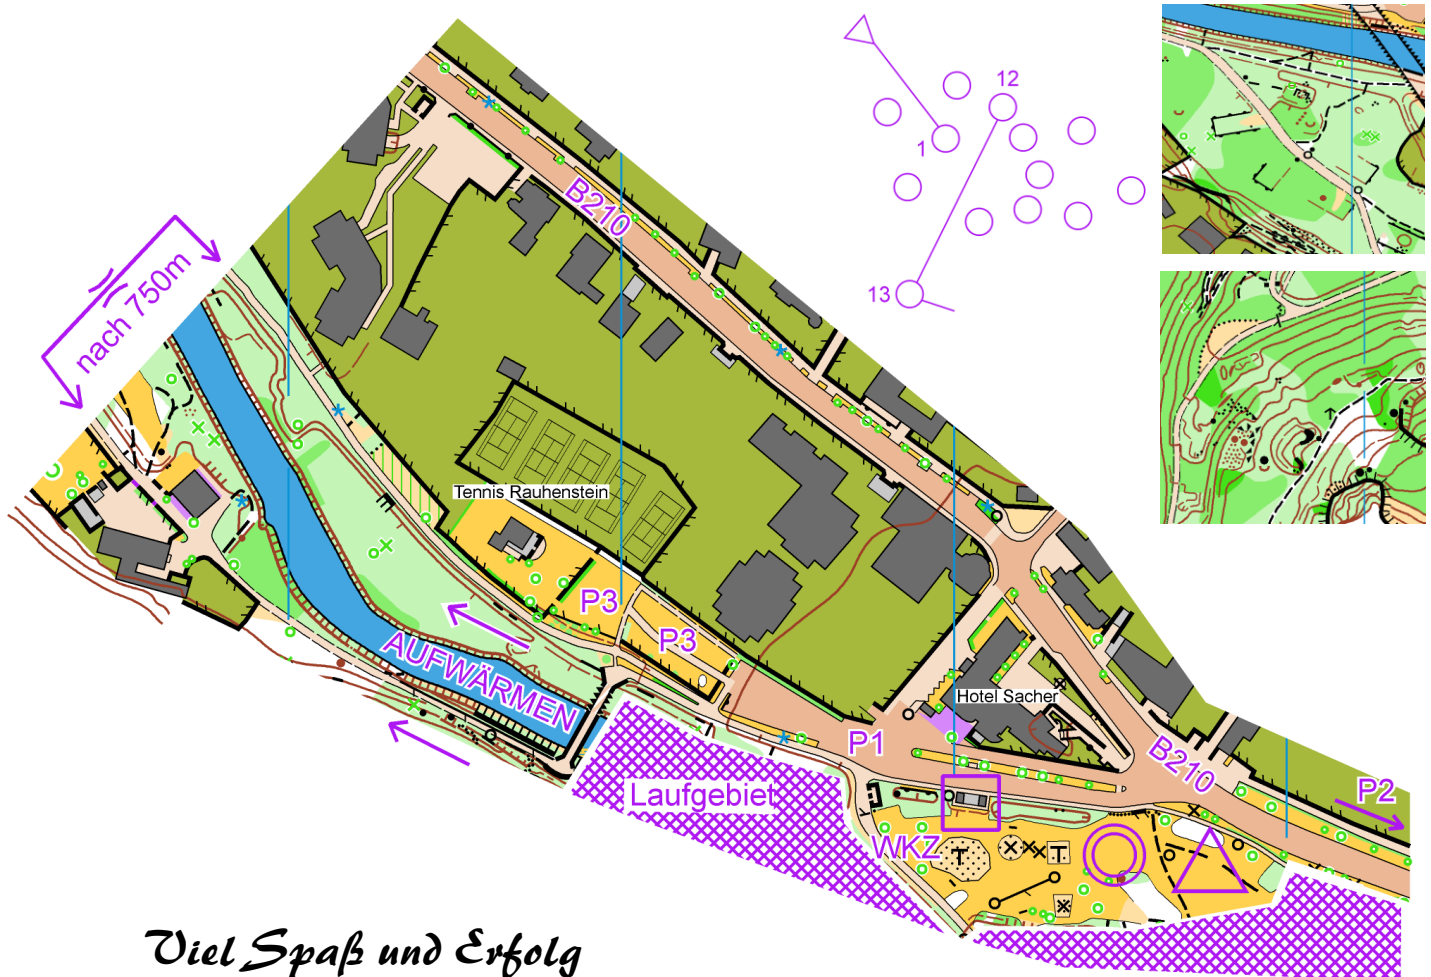 12
1
13
B210
nach 750m
Tennis Rauhenstein
P3
P3
AUFWÄRMEN
Hotel Sacher
P1
B210
Laufgebiet
P2
WKZ
Viel Spaß und Erfolg